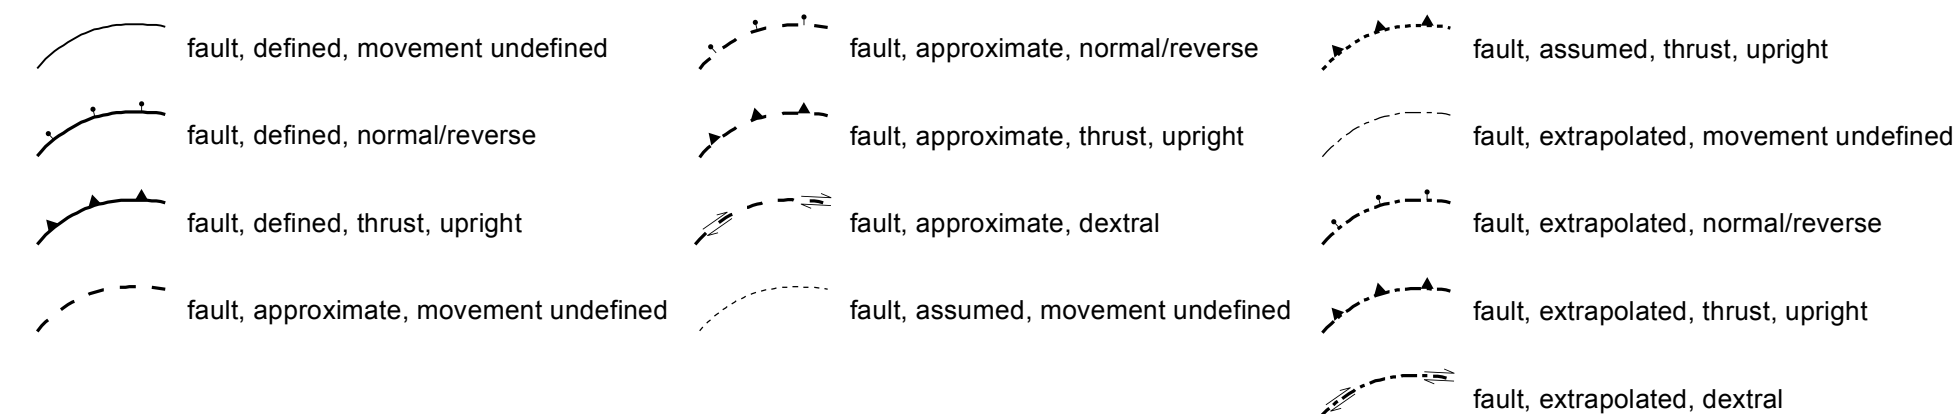 fault, defined, movement undefined
fault, defined, normal/reverse
fault, defined, thrust, upright
fault, approximate, movement undefined
fault, approximate, normal/reverse
fault, approximate, thrust, upright
fault, approximate, dextral
fault, assumed, movement undefined
fault, assumed, thrust, upright
fault, extrapolated, movement undefined
fault, extrapolated, normal/reverse
fault, extrapolated, thrust, upright
fault, extrapolated, dextral